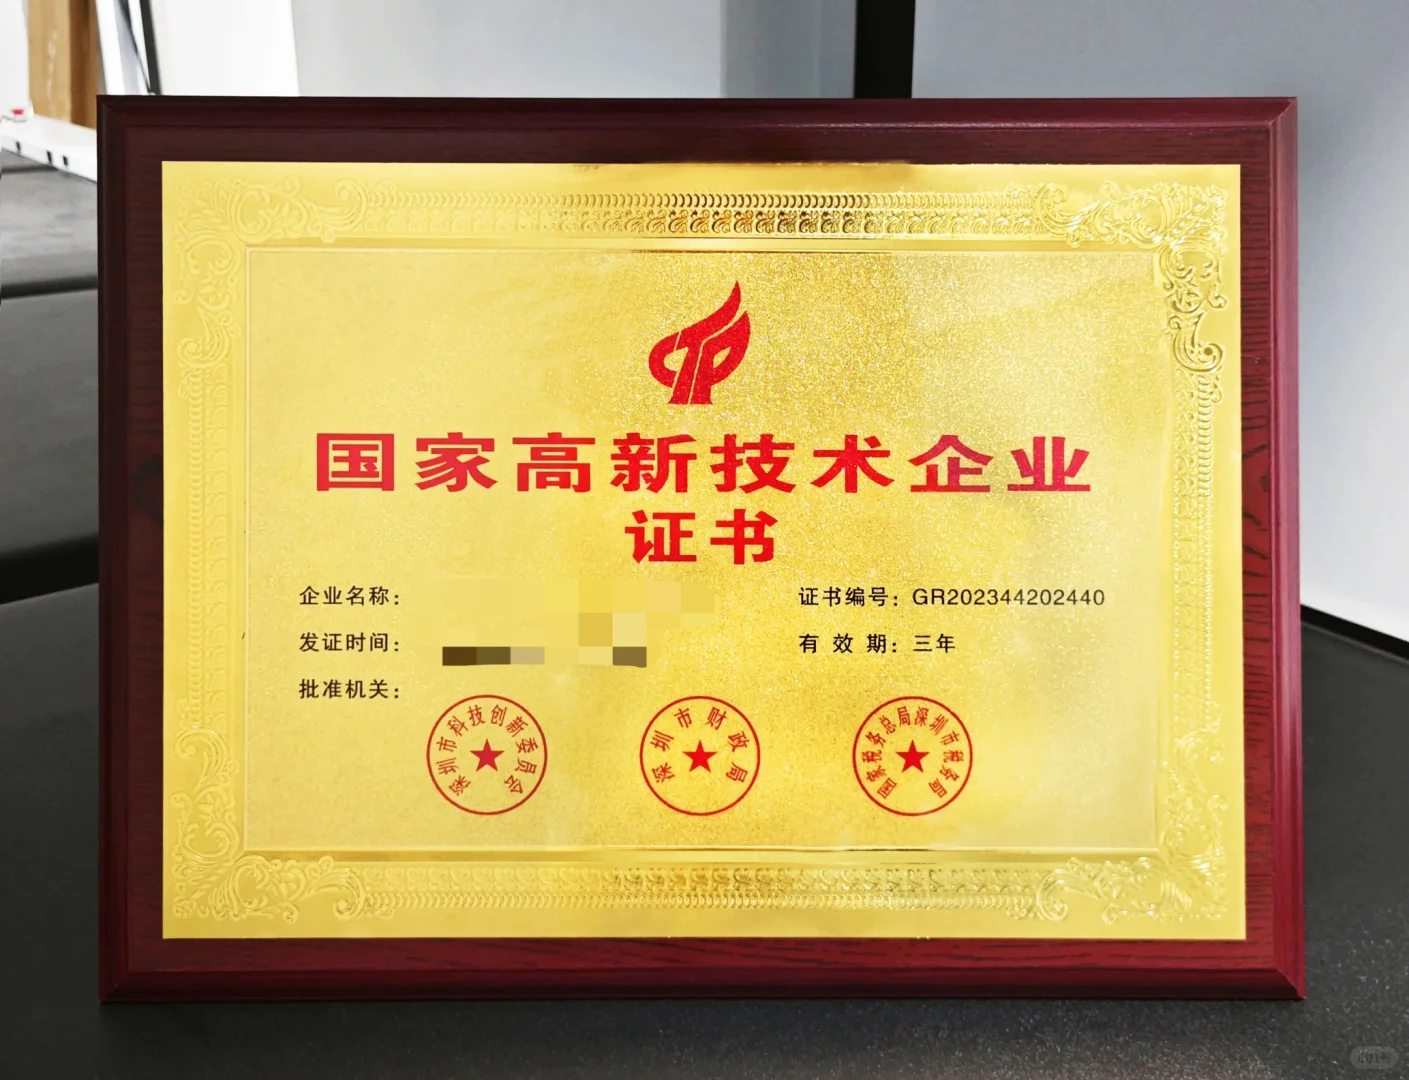 国家高新技术企业
证书
企业名称：
证书编号：GR202344202440
发证时间：
有效期：三年
批准机关：
深圳市科技创新委员会
深圳市财政局
国家税务总局深圳市税务局